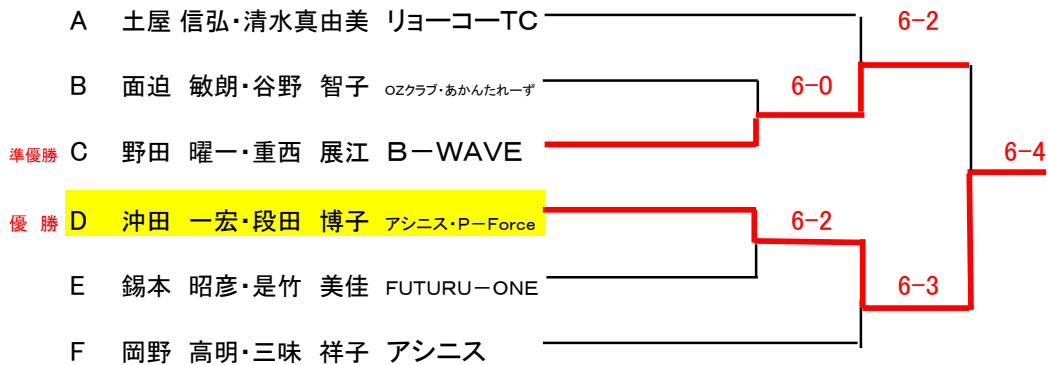 A 土屋 信弘・清水真由美 リョーコーTC
6-2
B 面迫 敏朗・谷野 智子 OZクラブ・あかんたれーず
6-0
準優勝 C 野田 曜一・重西 展江 B-WAVE
6-4
優 勝 D 沖田 一宏・段田 博子 アシニス・P-Force
6-2
E 錫本 昭彦・是竹 美佳 FUTURU-ONE
6-3
F 岡野 高明・三味 祥子 アシニス